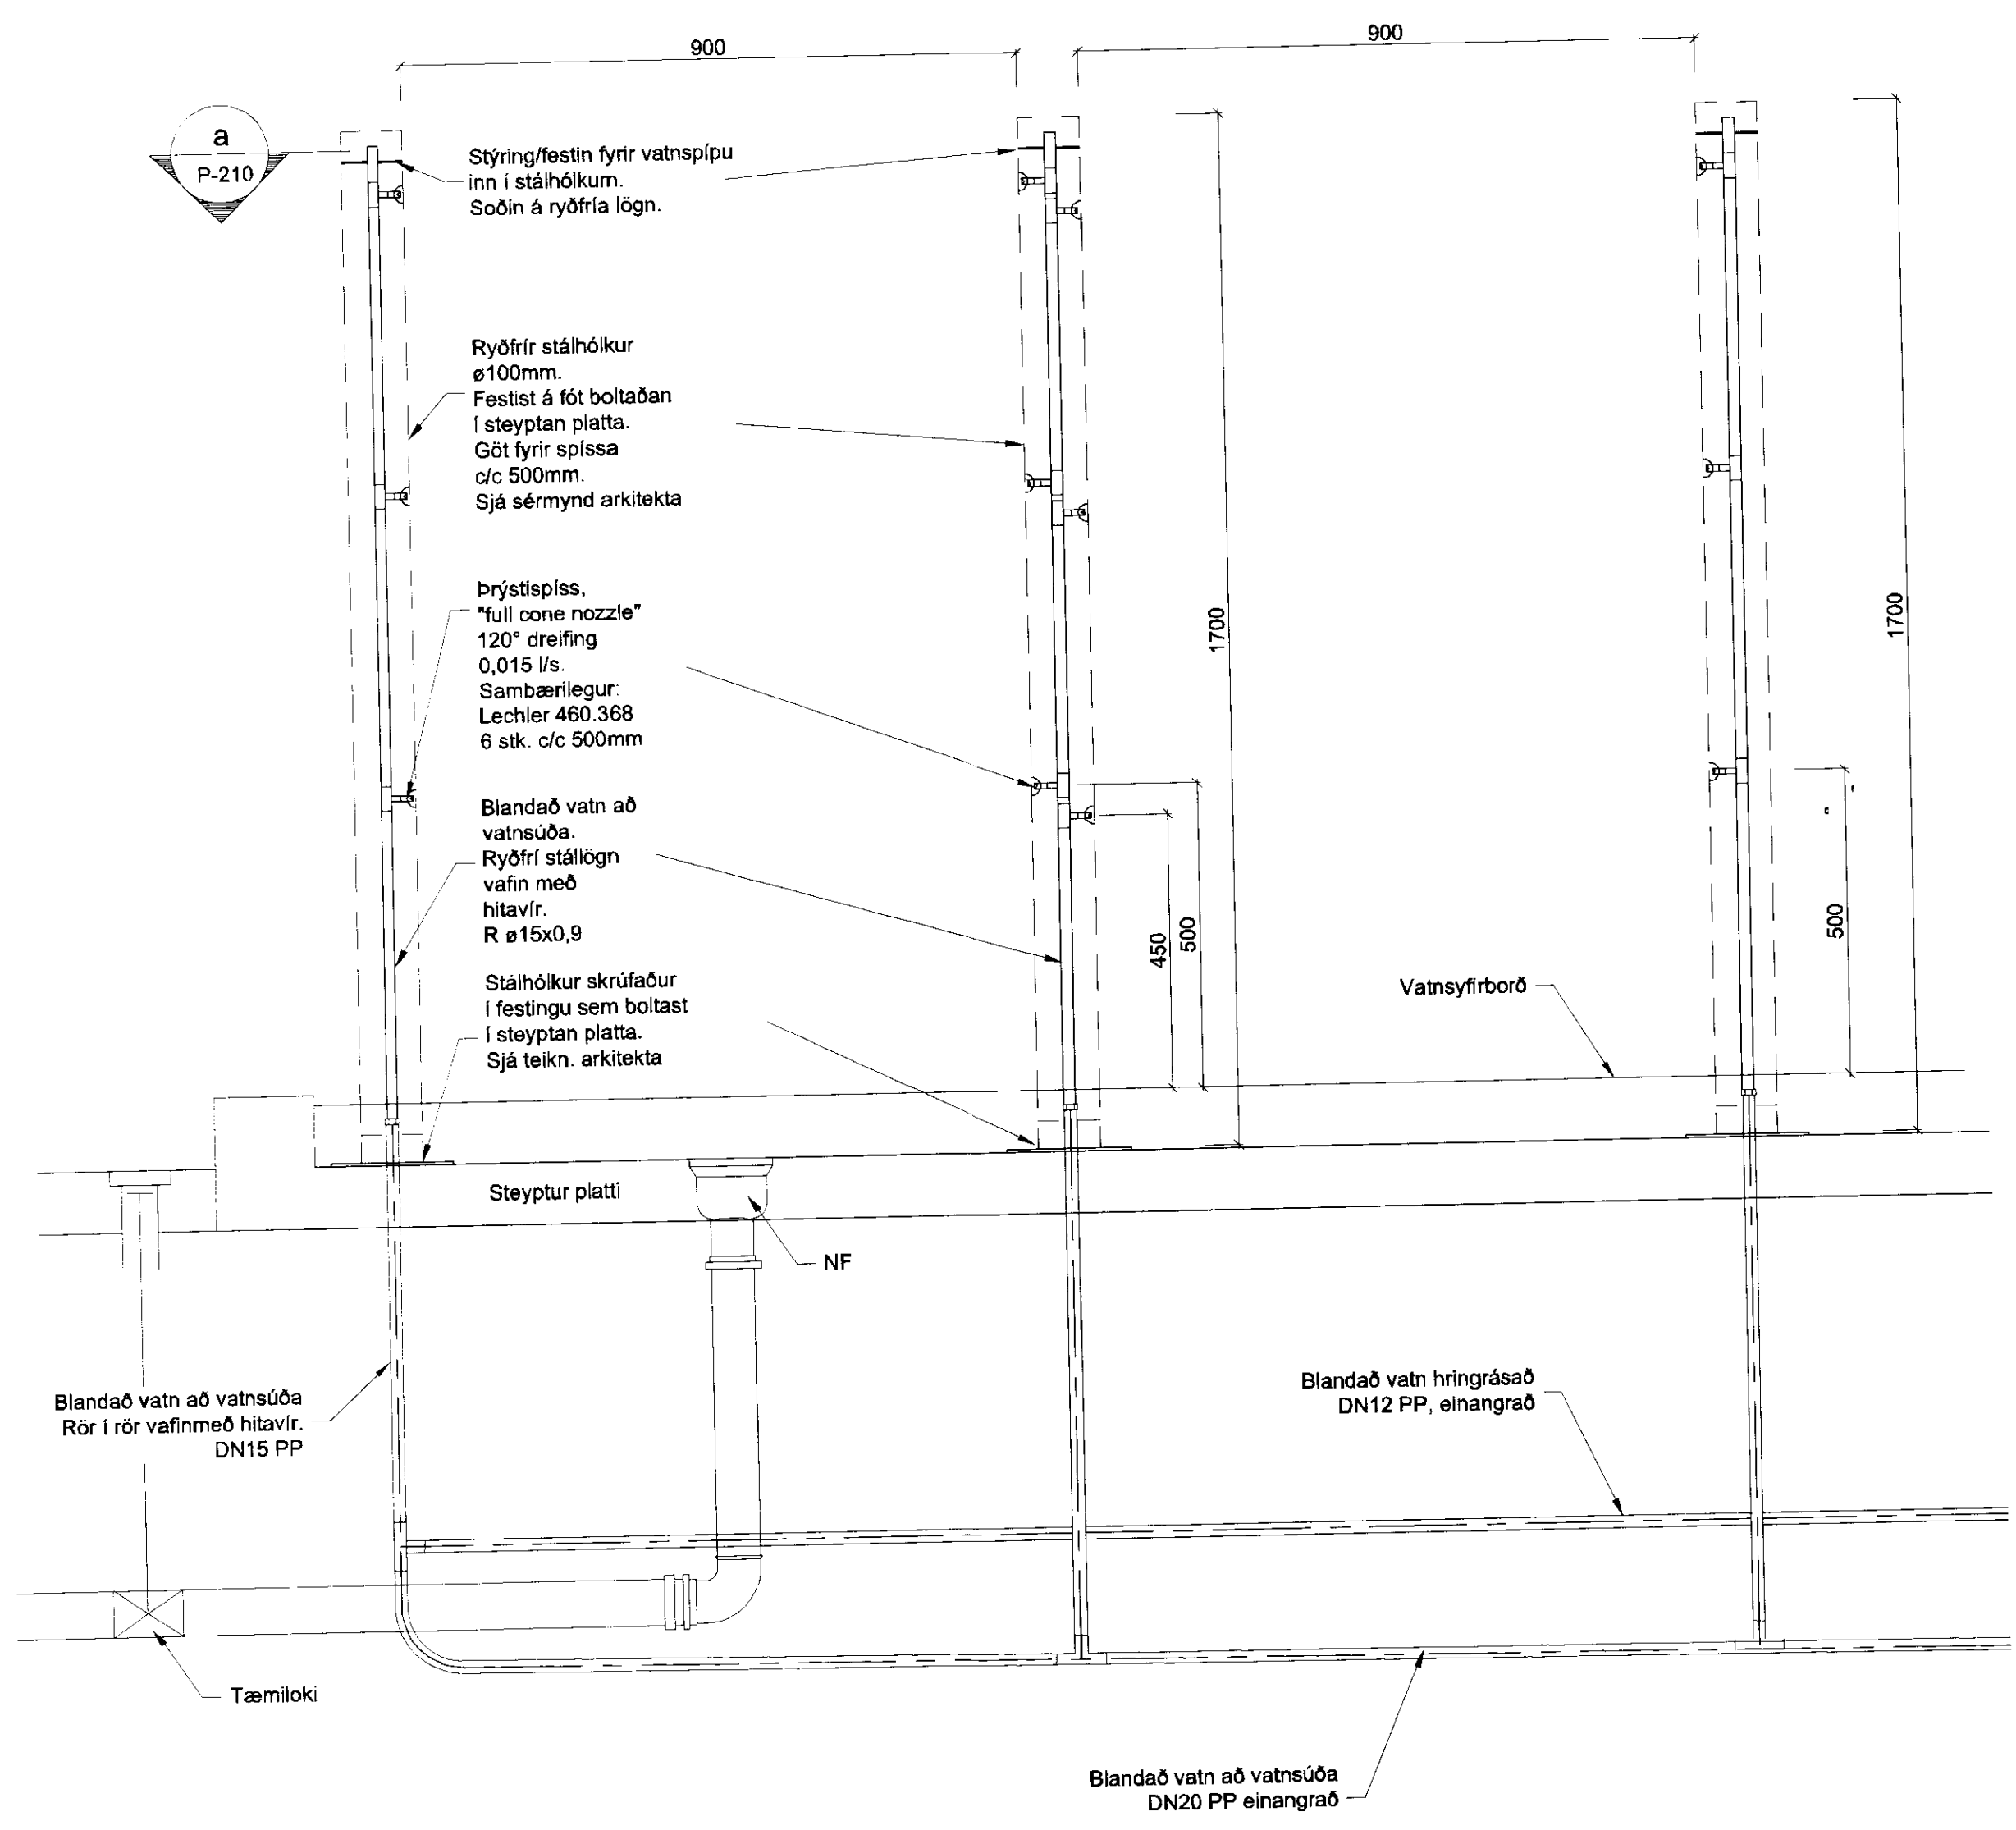 900
900
a
P-210
Stýring/festin fyrir vatnspípu
inn í stálhólkum.
Soðin á ryðfría lögn.
Ryðfrír stálhólkur
ø100mm.
Festist á fót boltaðan
í steyptan platta.
Göt fyrir spíssa
c/c 500mm.
Sjá sérmynd arkitekta
Þrýstispíss,
"full cone nozzle"
120° dreifing
0,015 l/s.
Sambærilegur:
Lechler 460.368
6 stk. c/c 500mm
1700
1700
Blandað vatn að
vatnsúða.
Ryðfrí stállögn
vafin með
hitavír.
R ø15x0,9
450
500
500
Stálhólkur skrúfaður
í festingu sem boltast
í steyptan platta.
Sjá teikn. arkitekta
Vatnsyfirborð
Steyptur platti
NF
Blandað vatn að vatnsúða
Rör í rör vafinmeð hitavír.
DN15 PP
Blandað vatn hringrásað
DN12 PP, einangrað
Tæmiloki
Blandað vatn að vatnsúða
DN20 PP einangrað